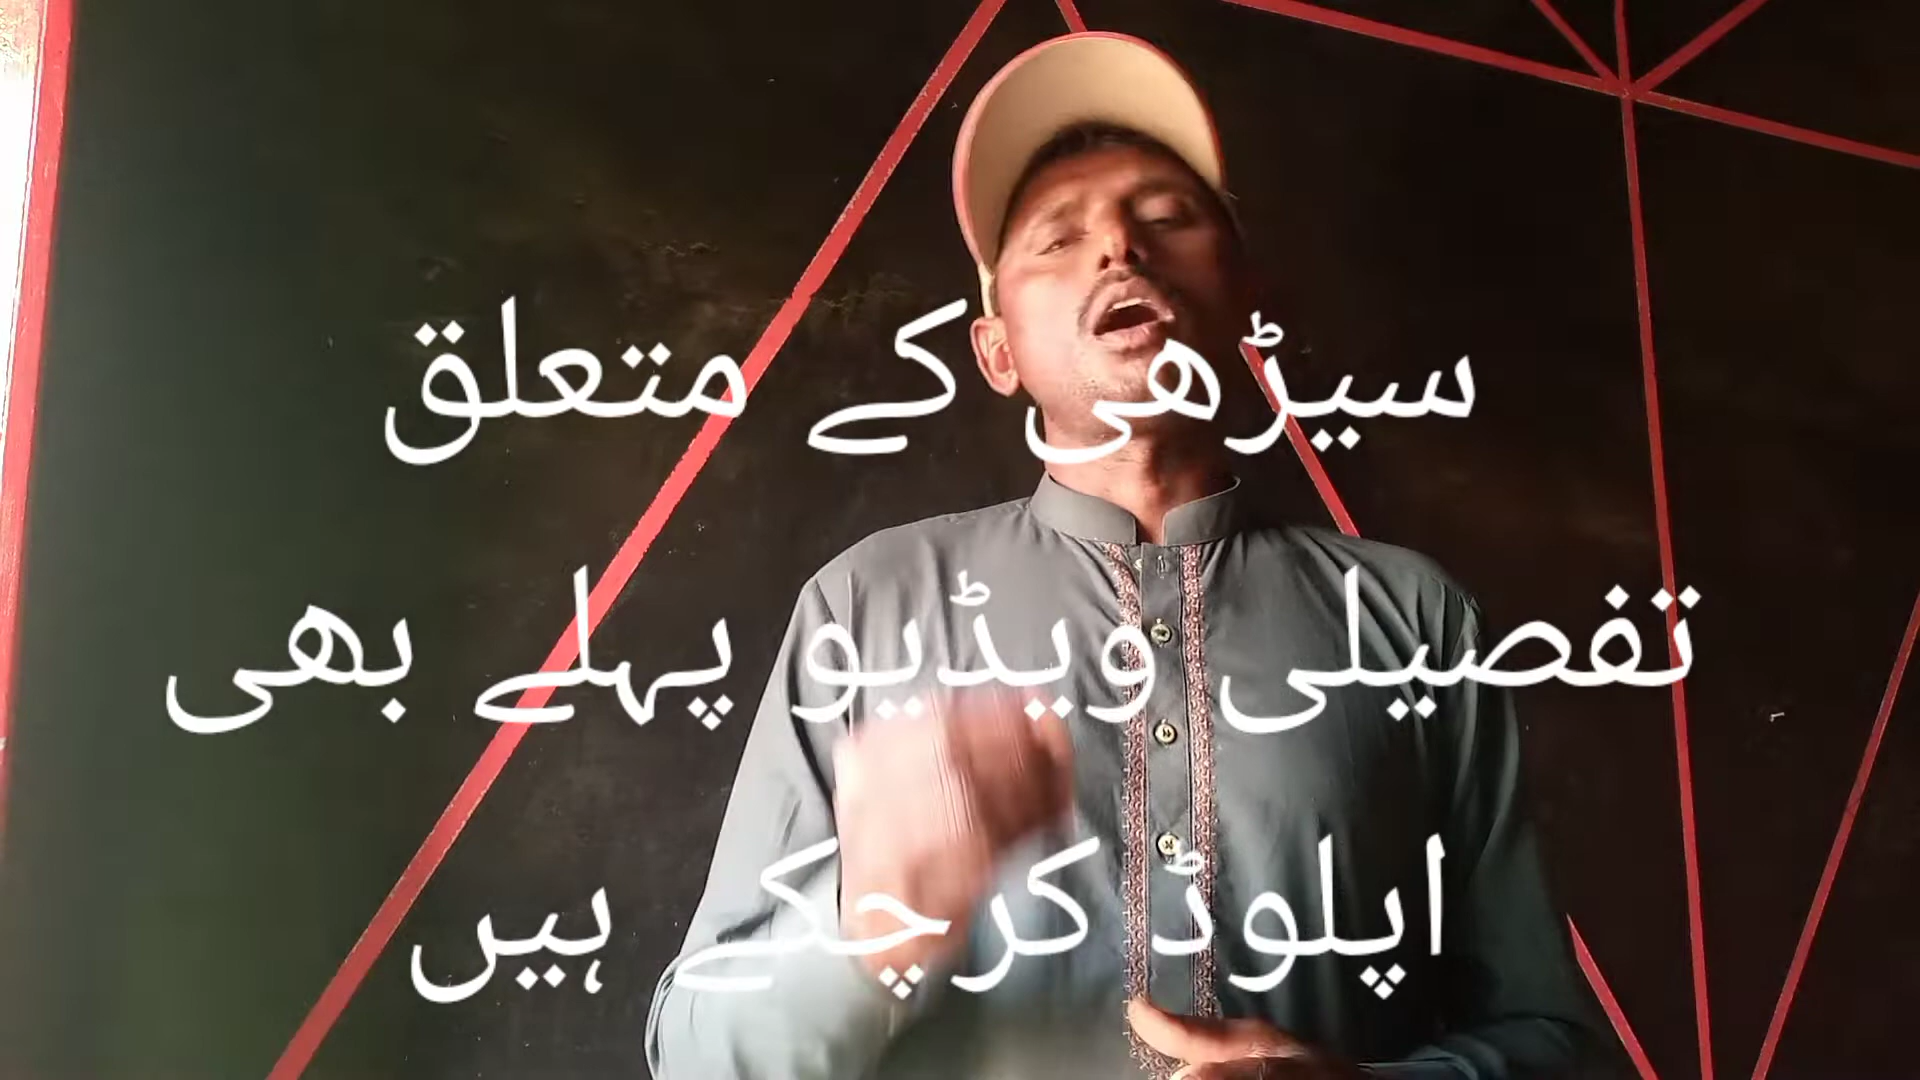 سیڑھی کے متعلق
تفصیلی ویڈیو پہلے بھی
اپلوڈ کرچکے ہیں